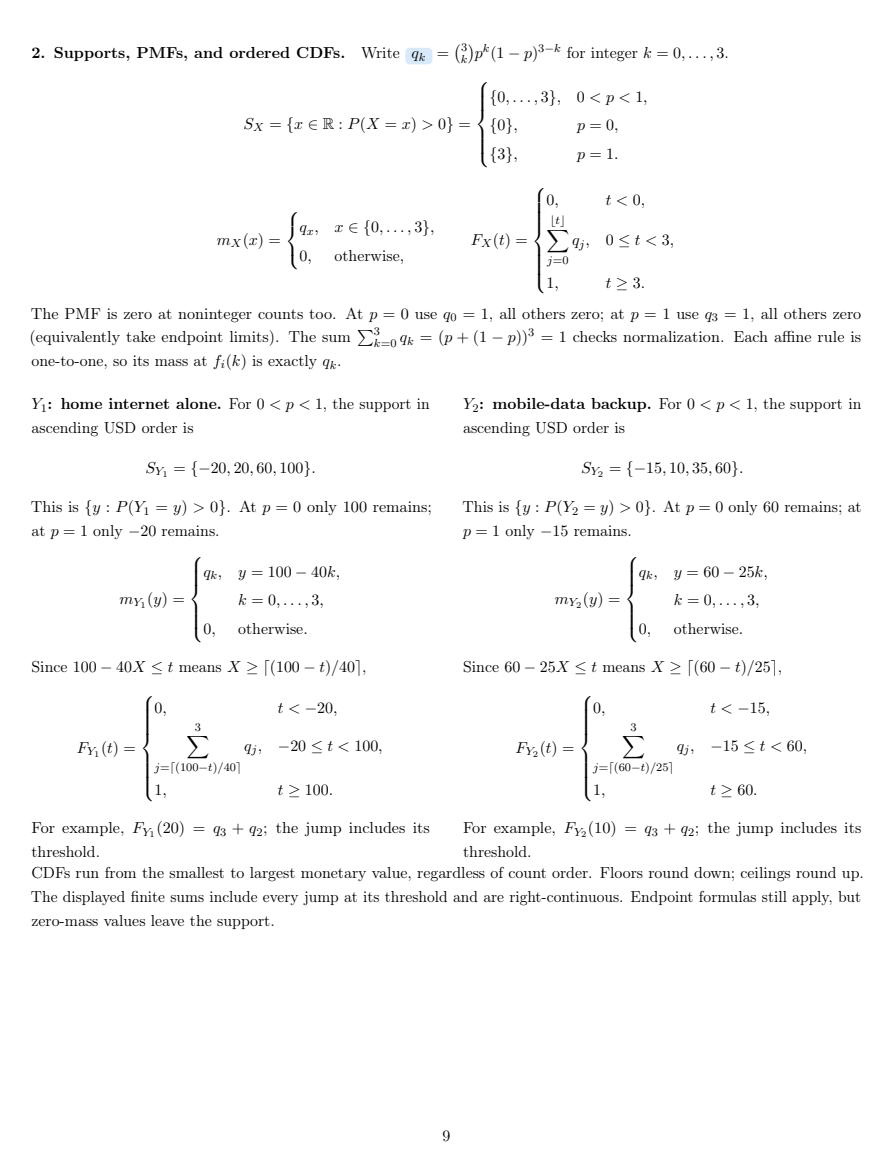 2. Supports, PMFs, and ordered CDFs. Write q_k = \binom{3}{k} p^k (1 − p)^{3−k} for integer k = 0, . . . , 3.
S_X = {x ∈ ℝ : P(X = x) > 0} = { {0, . . . , 3}, 0 < p < 1,
{0}, p = 0,
{3}, p = 1.
m_X(x) = { q_x, x ∈ {0, . . . , 3},
0, otherwise,
F_X(t) = { 0, t < 0,
∑_{j=0}^{⌊t⌋} q_j, 0 ≤ t < 3,
1, t ≥ 3.
The PMF is zero at noninteger counts too. At p = 0 use q_0 = 1, all others zero; at p = 1 use q_3 = 1, all others zero
(equivalently take endpoint limits). The sum ∑_{k=0}^{3} q_k = (p + (1 − p))^3 = 1 checks normalization. Each affine rule is
one-to-one, so its mass at f_i(k) is exactly q_k.
Y_1: home internet alone. For 0 < p < 1, the support in
ascending USD order is
S_{Y_1} = {−20, 20, 60, 100}.
This is {y : P(Y_1 = y) > 0}. At p = 0 only 100 remains;
at p = 1 only −20 remains.
m_{Y_1}(y) = { q_k, y = 100 − 40k,
k = 0, . . . , 3,
0, otherwise.
Since 100 − 40X ≤ t means X ≥ ⌈(100 − t)/40⌉,
F_{Y_1}(t) = { 0, t < −20,
∑_{j=⌈(100−t)/40⌉}^{3} q_j, −20 ≤ t < 100,
1, t ≥ 100.
For example, F_{Y_1}(20) = q_3 + q_2; the jump includes its
threshold.
Y_2: mobile-data backup. For 0 < p < 1, the support in
ascending USD order is
S_{Y_2} = {−15, 10, 35, 60}.
This is {y : P(Y_2 = y) > 0}. At p = 0 only 60 remains; at
p = 1 only −15 remains.
m_{Y_2}(y) = { q_k, y = 60 − 25k,
k = 0, . . . , 3,
0, otherwise.
Since 60 − 25X ≤ t means X ≥ ⌈(60 − t)/25⌉,
F_{Y_2}(t) = { 0, t < −15,
∑_{j=⌈(60−t)/25⌉}^{3} q_j, −15 ≤ t < 60,
1, t ≥ 60.
For example, F_{Y_2}(10) = q_3 + q_2; the jump includes its
threshold.
CDFs run from the smallest to largest monetary value, regardless of count order. Floors round down; ceilings round up.
The displayed finite sums include every jump at its threshold and are right-continuous. Endpoint formulas still apply, but
zero-mass values leave the support.
9